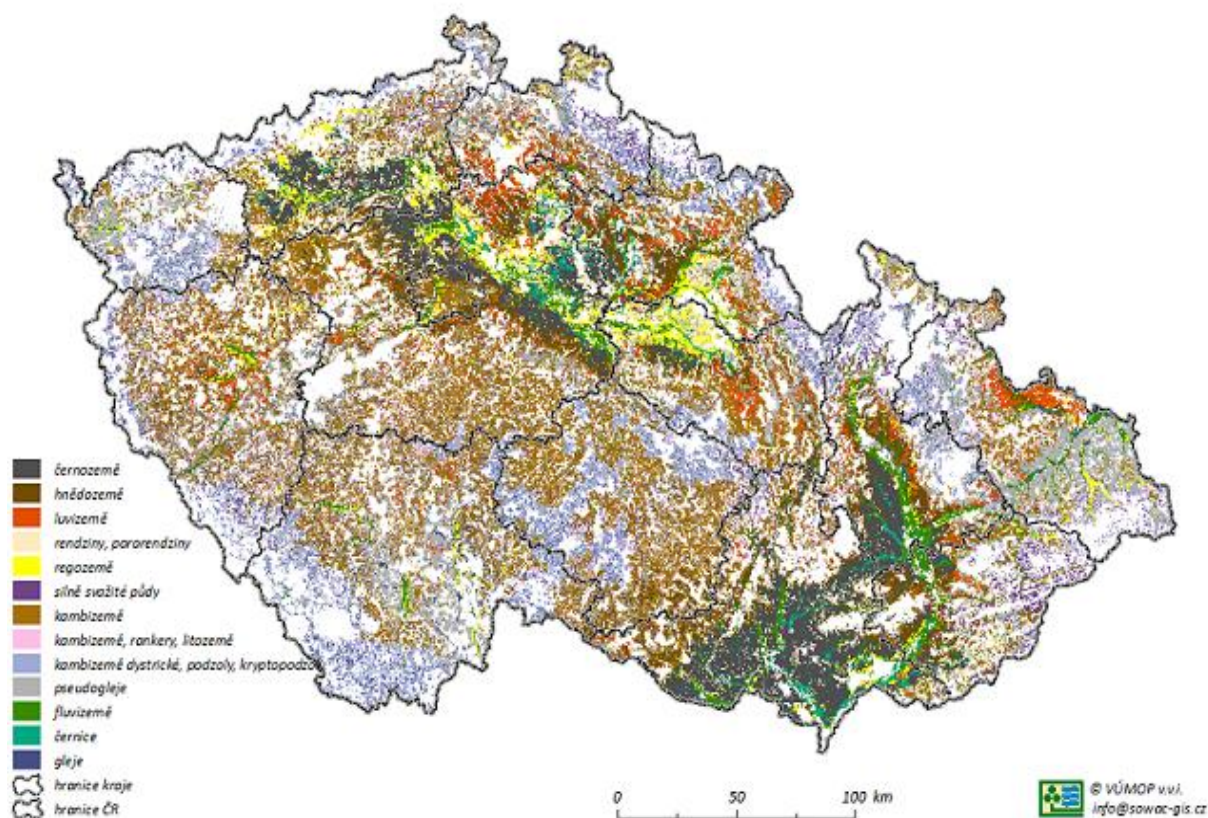 černozemě
hnědozemě
luvizemě
rendziny, pararendziny
regozemě
silně svažité půdy
kambizemě
kambizemě, rankery, litozemě
kambizemě dystrické, podzoly, kryptopodzoly
pseudogleje
fluvizemě
černice
gleje
hranice kraje
hranice ČR
0 50 100 km
© VÚMOP v.v.i.
info@sowac-gis.cz